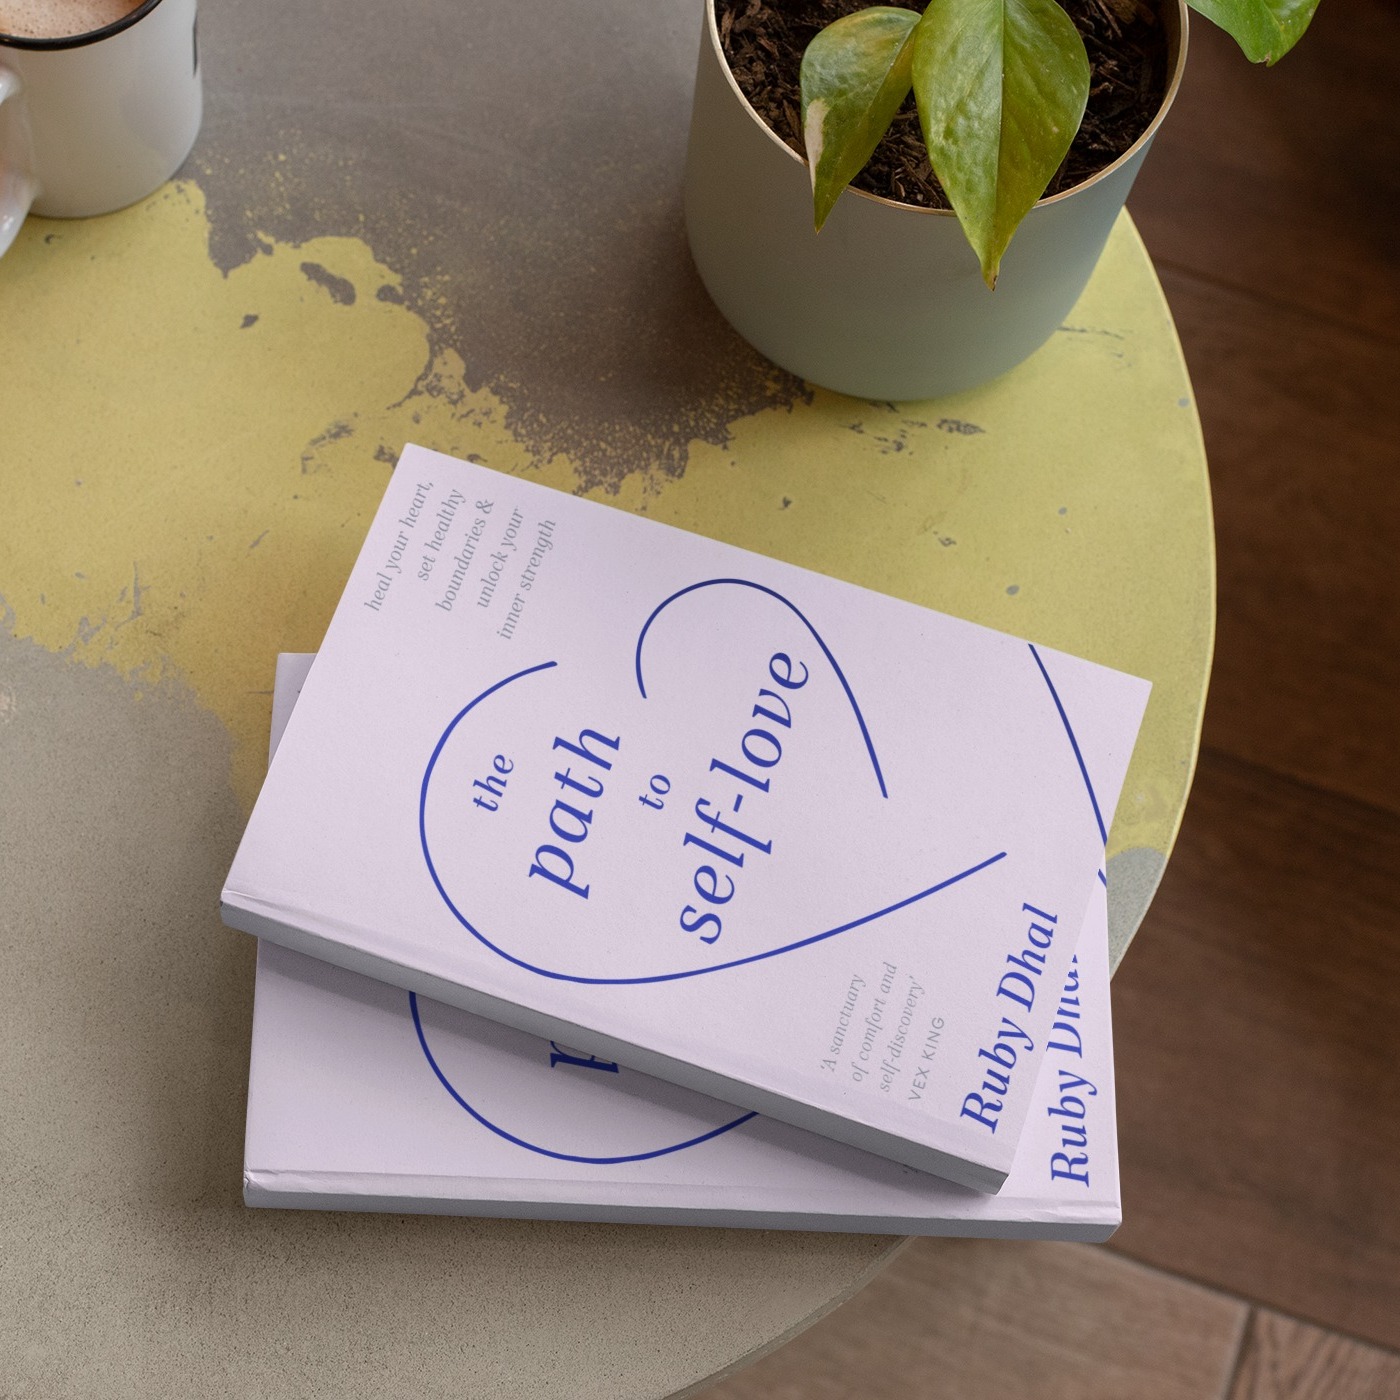 heal your heart,
set healthy
boundaries &
unlock your
inner strength
the
path
to
self-love
'A sanctuary
of comfort and
self-discovery'
VEX KING
Ruby Dhal
p
Ruby Dhal